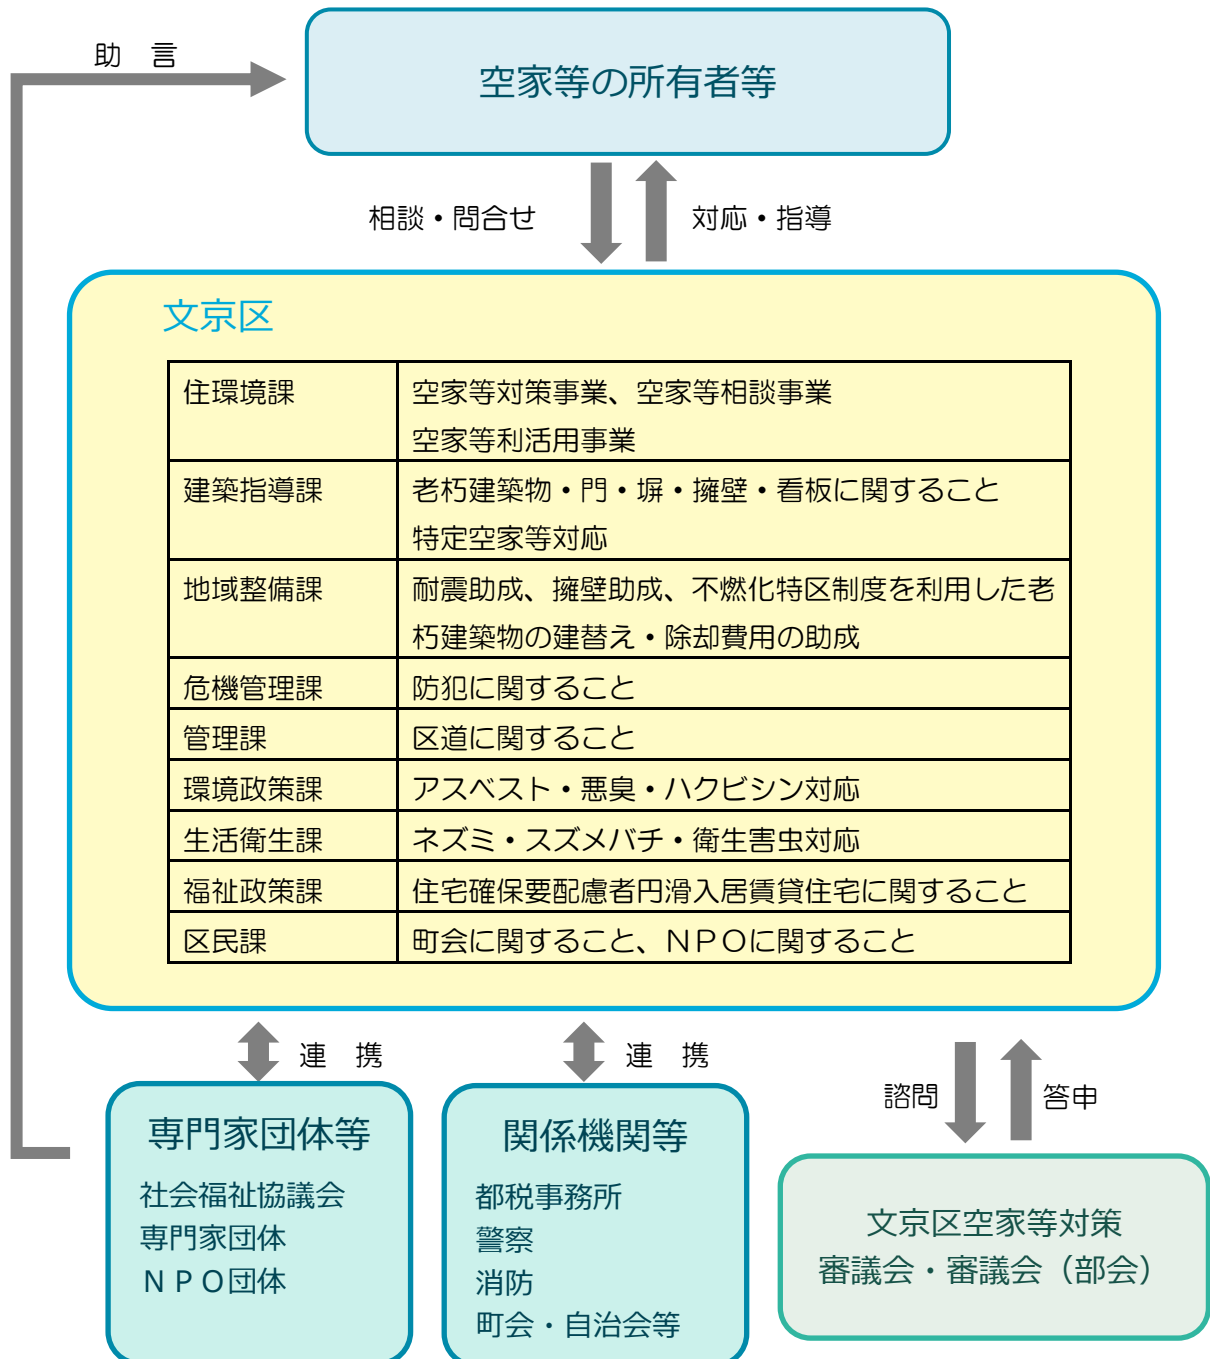 助　言
空家等の所有者等
相談・問合せ
対応・指導
文京区
住環境課
空家等対策事業、空家等相談事業
空家等利活用事業
建築指導課
老朽建築物・門・塀・擁壁・看板に関すること
特定空家等対応
地域整備課
耐震助成、擁壁助成、不燃化特区制度を利用した老
朽建築物の建替え・除却費用の助成
危機管理課
防犯に関すること
管理課
区道に関すること
環境政策課
アスベスト・悪臭・ハクビシン対応
生活衛生課
ネズミ・スズメバチ・衛生害虫対応
福祉政策課
住宅確保要配慮者円滑入居賃貸住宅に関すること
区民課
町会に関すること、ＮＰＯに関すること
連　携
連　携
諮問
答申
専門家団体等
社会福祉協議会
専門家団体
ＮＰＯ団体
関係機関等
都税事務所
警察
消防
町会・自治会等
文京区空家等対策
審議会・審議会（部会）